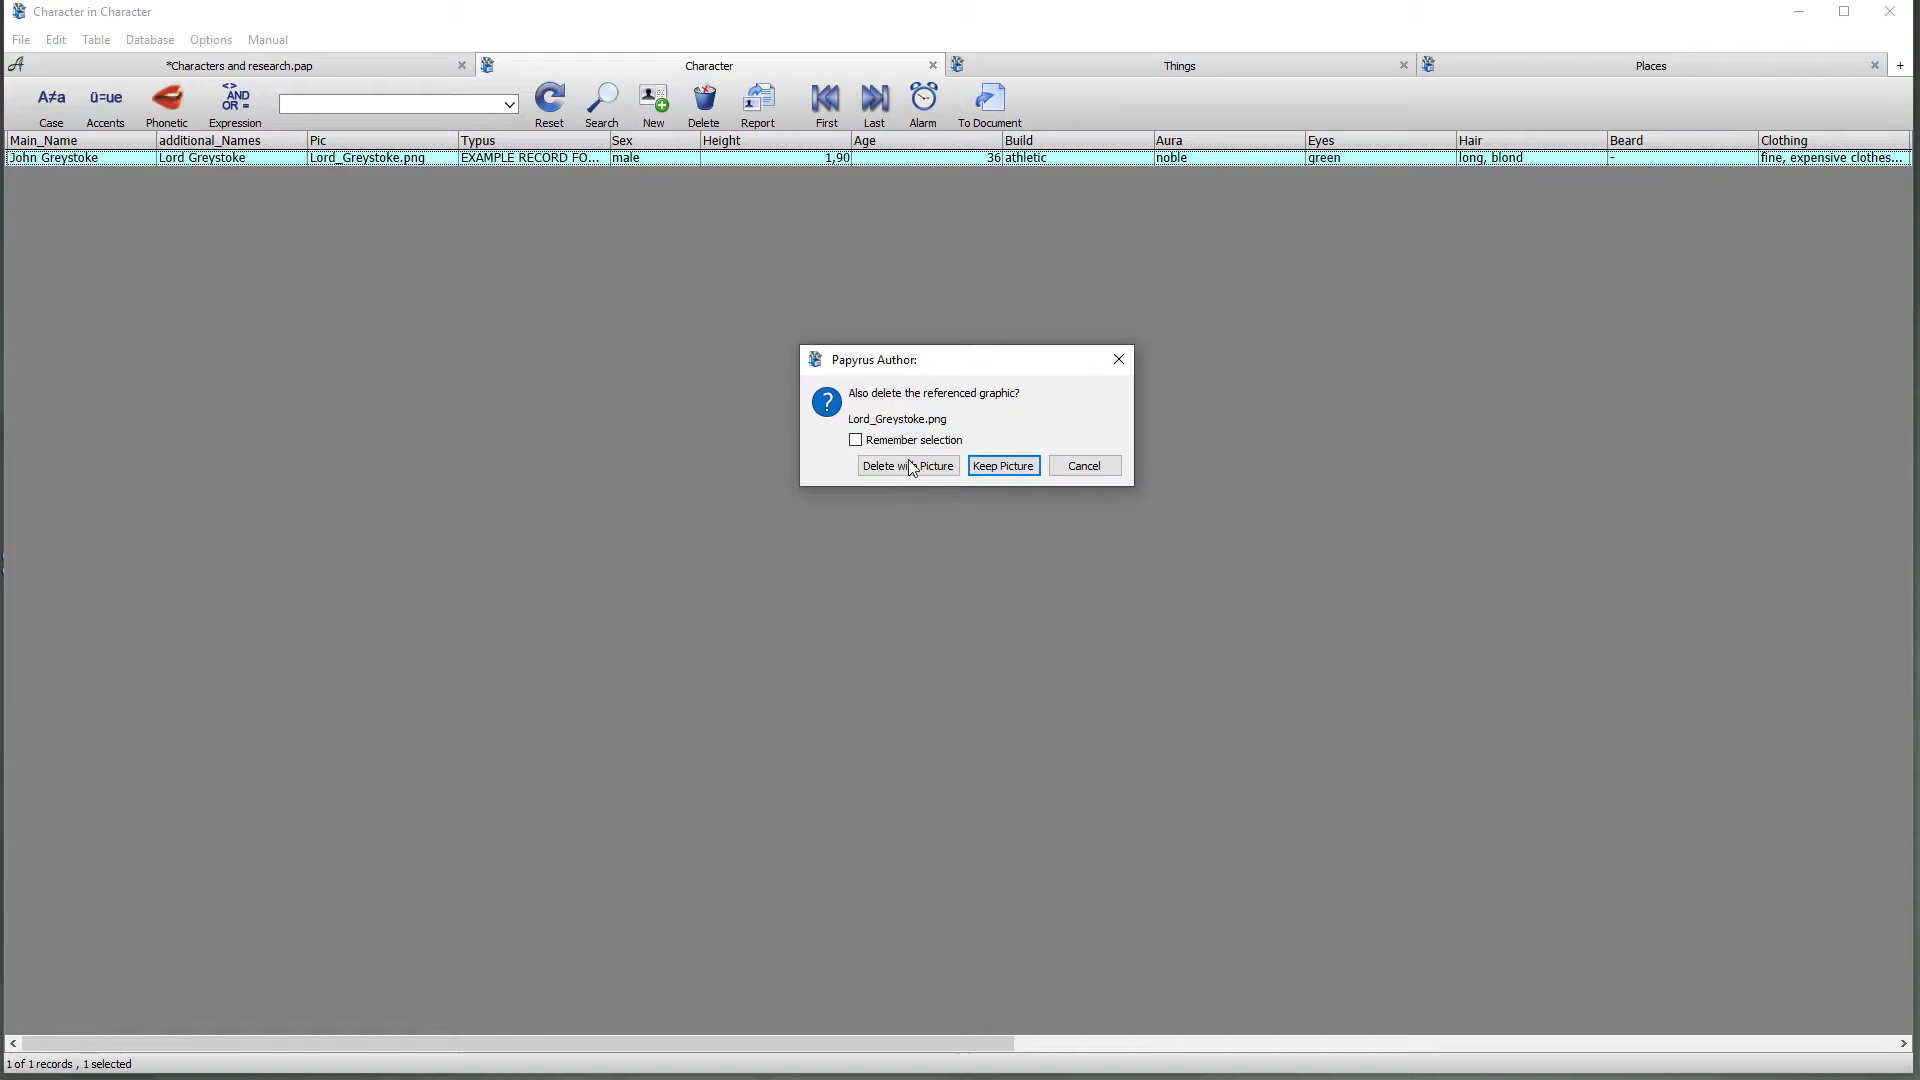 Character in Character
File Edit Table Database Options Manual
*Characters and research.pap Character Things Places
A≠a ü=ue <> AND OR =
Case Accents Phonetic Expression Reset Search New Delete Report First Last Alarm To Document
Main_Name additional_Names Pic Typus Sex Height Age Build Aura Eyes Hair Beard Clothing
John Greystoke Lord Greystoke Lord_Greystoke.png EXAMPLE RECORD FO... male 1,90 36 athletic noble green long, blond - fine, expensive clothes...
Papyrus Author:
Also delete the referenced graphic?
Lord_Greystoke.png
Remember selection
Delete with Picture Keep Picture Cancel
1 of 1 records , 1 selected